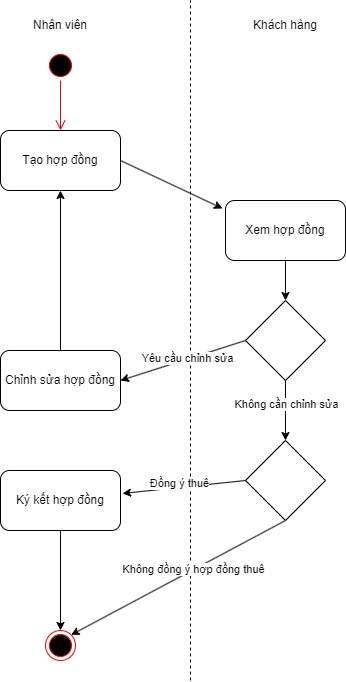 Nhân viên
Khách hàng
Tạo hợp đồng
Xem hợp đồng
Yêu cầu chỉnh sửa
Chỉnh sửa hợp đồng
Không cần chỉnh sửa
Đồng ý thuê
Ký kết hợp đồng
Không đồng ý hợp đồng thuê